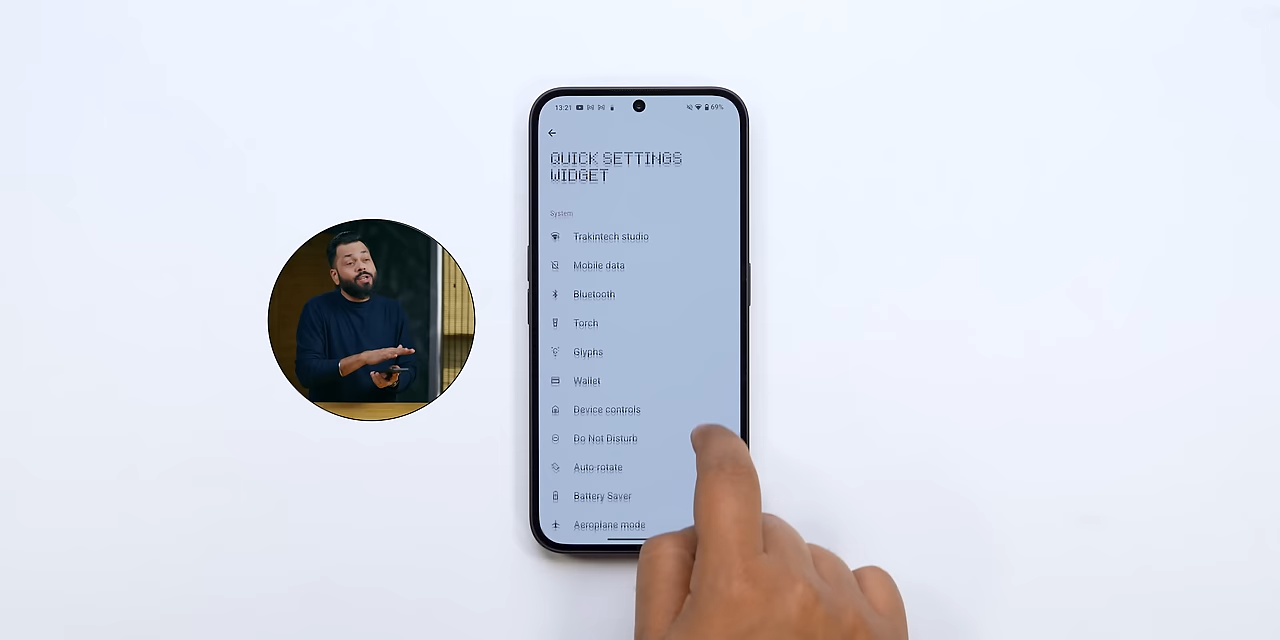 13:21
69%
QUICK SETTINGS
WIDGET
System
Trakintech studio
Mobile data
Bluetooth
Torch
Glyphs
Wallet
Device controls
Do Not Disturb
Auto-rotate
Battery Saver
Aeroplane mode